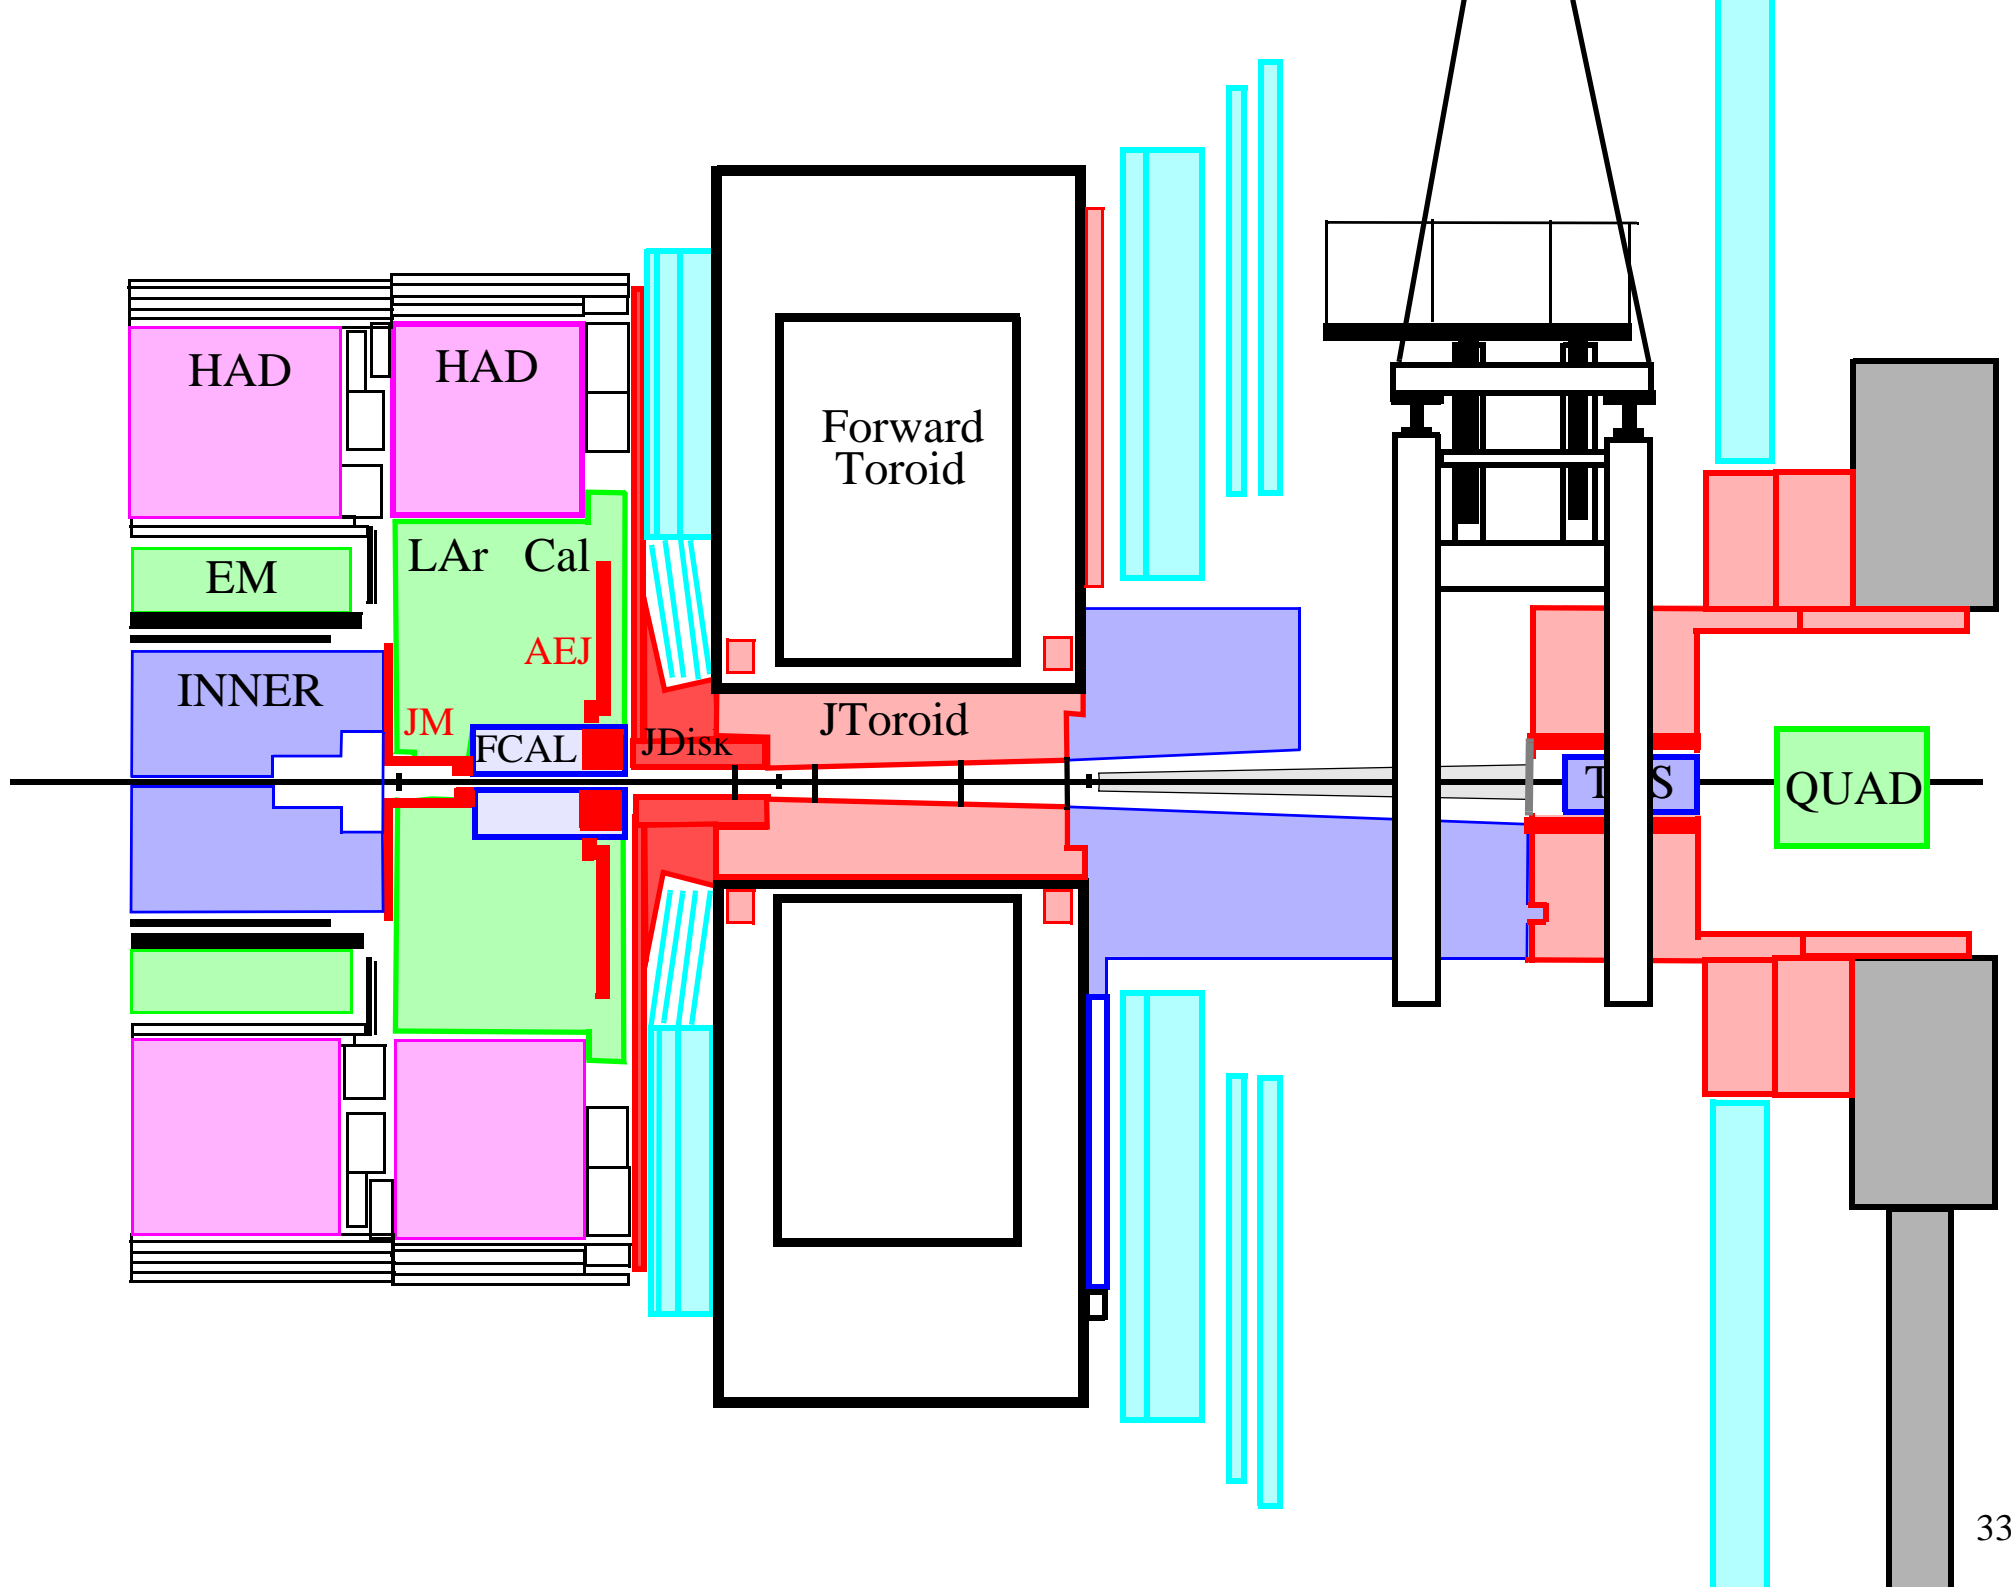 HAD
HAD
Forward
Toroid
LAr Cal
EM
AEJ
INNER
JM
JToroid
FCAL
JDisk
QUAD
33